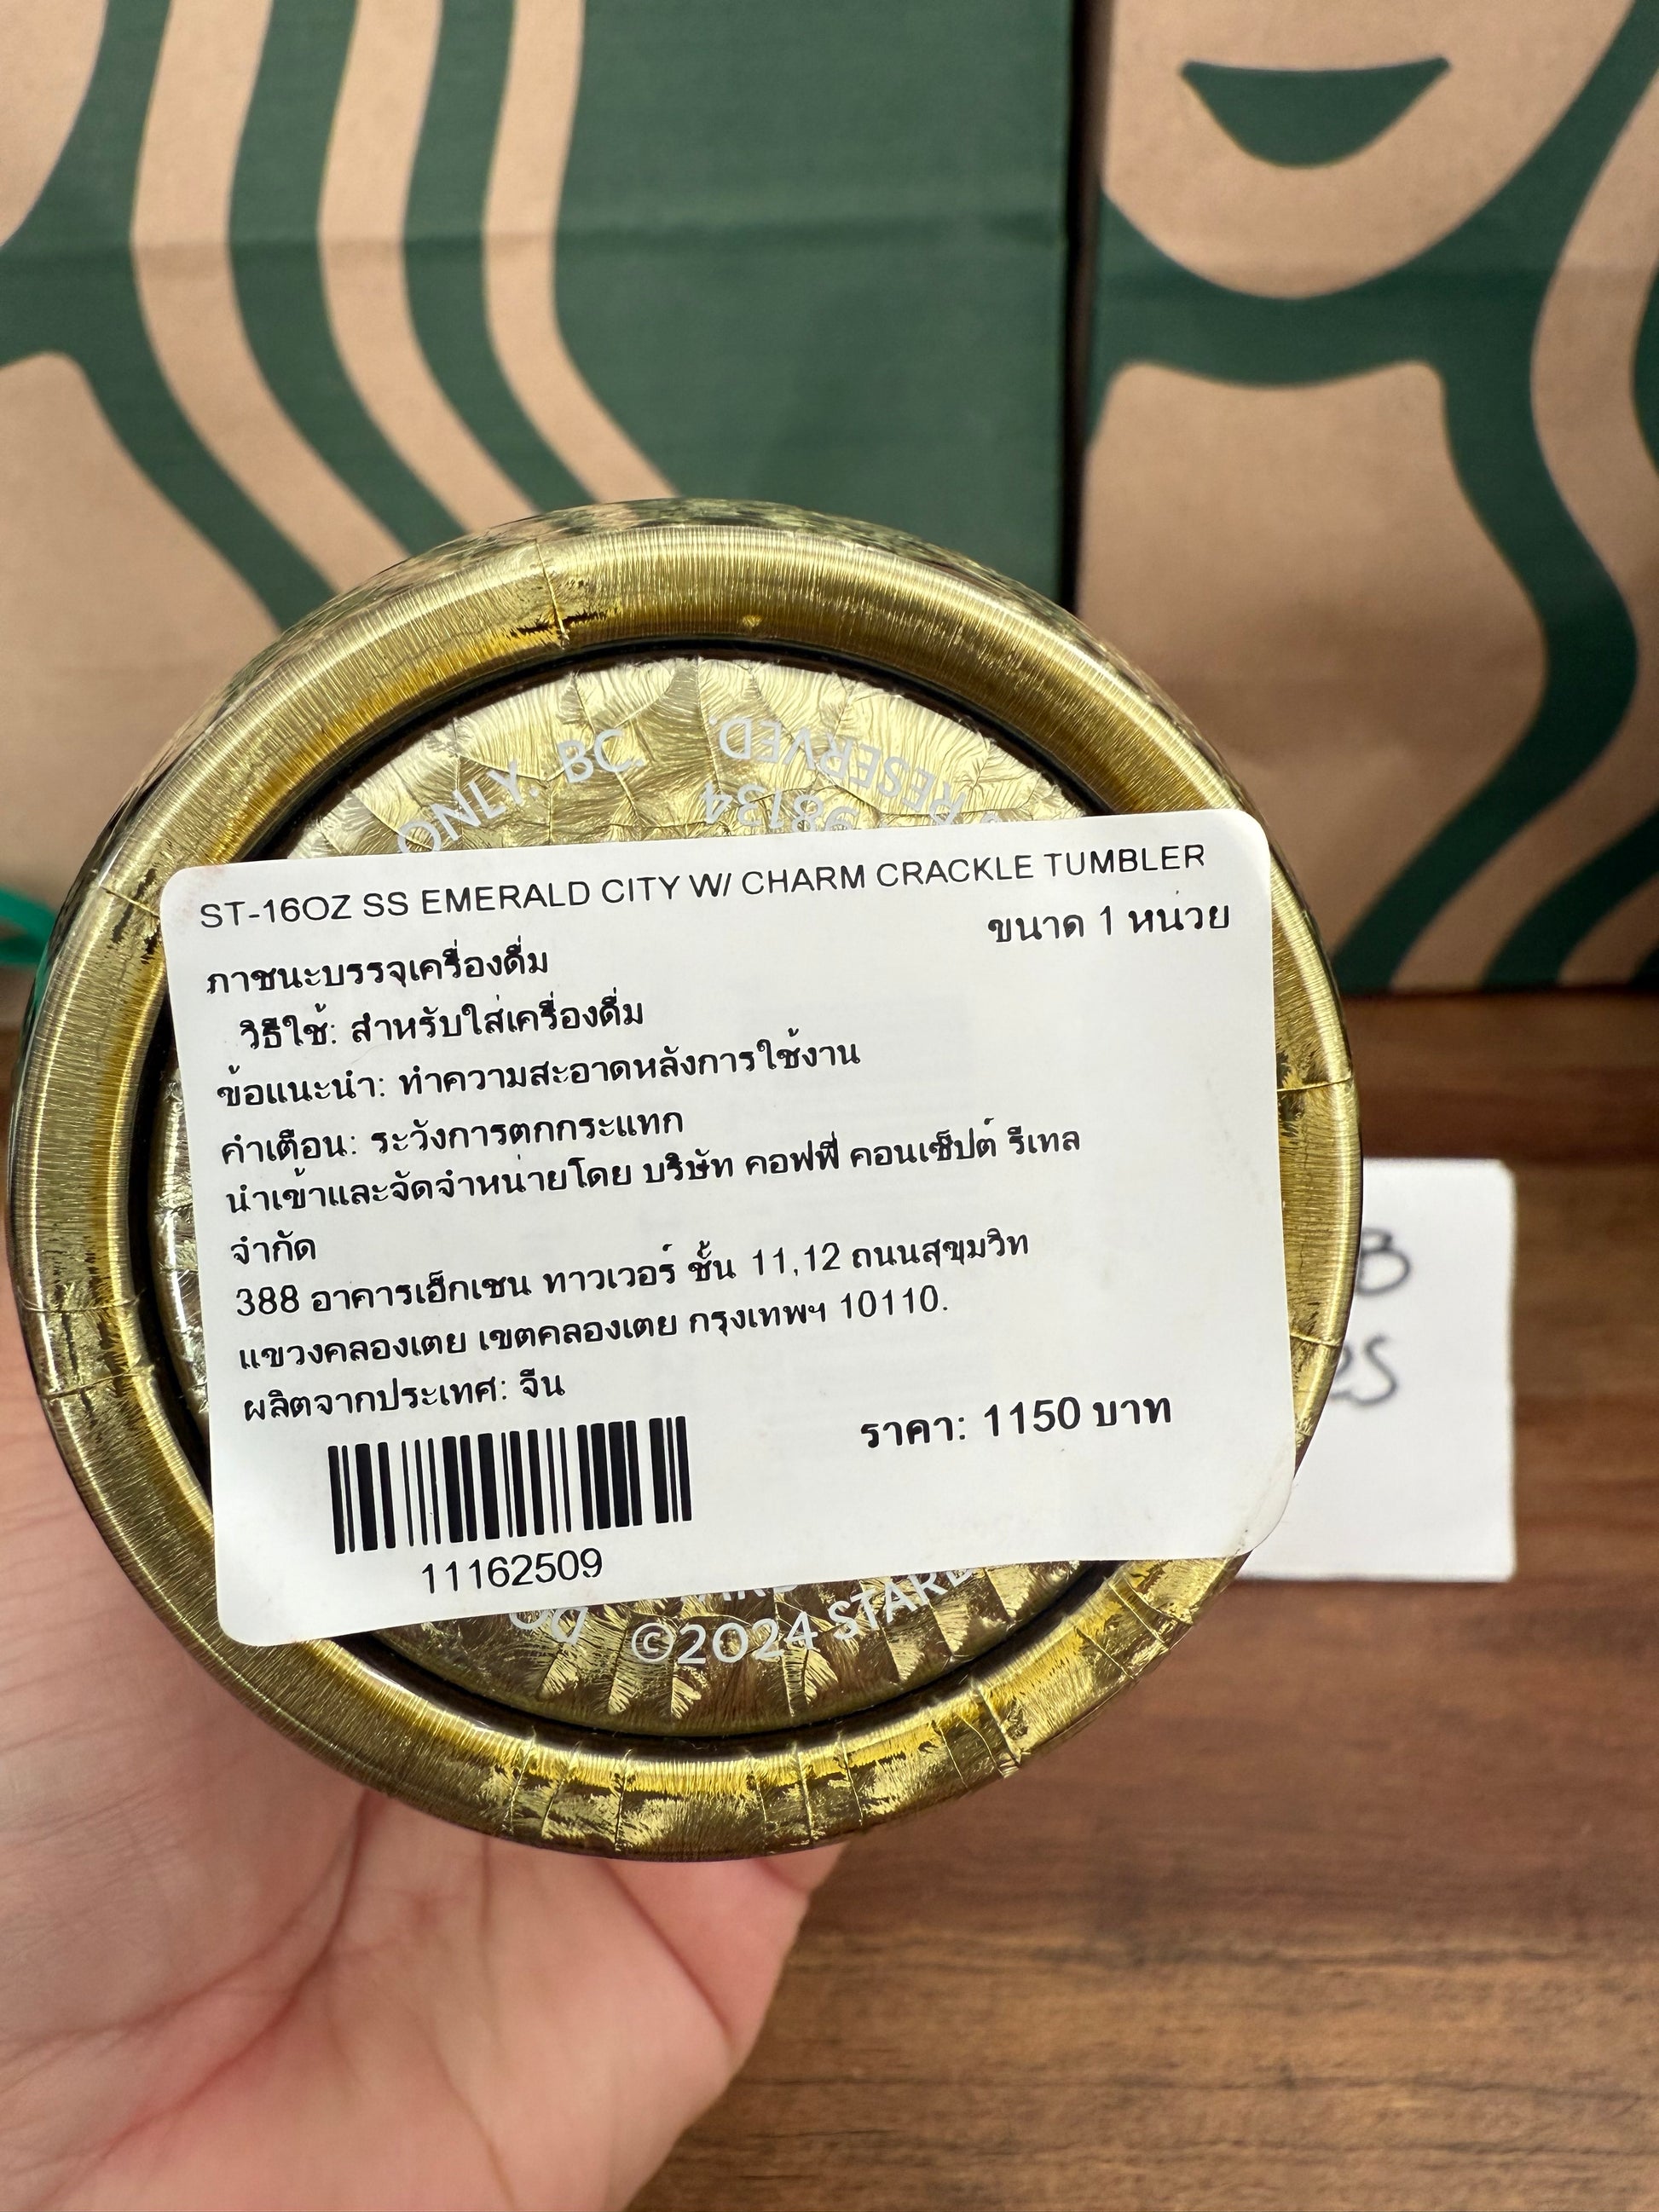 ONLY. BC.
RESERVED.
98134
ST-16OZ SS EMERALD CITY W/ CHARM CRACKLE TUMBLER
ขนาด 1 หน่วย
ภาชนะบรรจุเครื่องดื่ม
วิธีใช้: สำหรับใส่เครื่องดื่ม
ข้อแนะนำ: ทำความสะอาดหลังการใช้งาน
คำเตือน: ระวังการตกกระแทก
นำเข้าและจัดจำหน่ายโดย บริษัท คอฟฟี่ คอนเซ็ปต์ รีเทล
จำกัด
388 อาคารเอ็กเชน ทาวเวอร์ ชั้น 11,12 ถนนสุขุมวิท
แขวงคลองเตย เขตคลองเตย กรุงเทพฯ 10110.
ผลิตจากประเทศ: จีน
ราคา: 1150 บาท
11162509
©2024